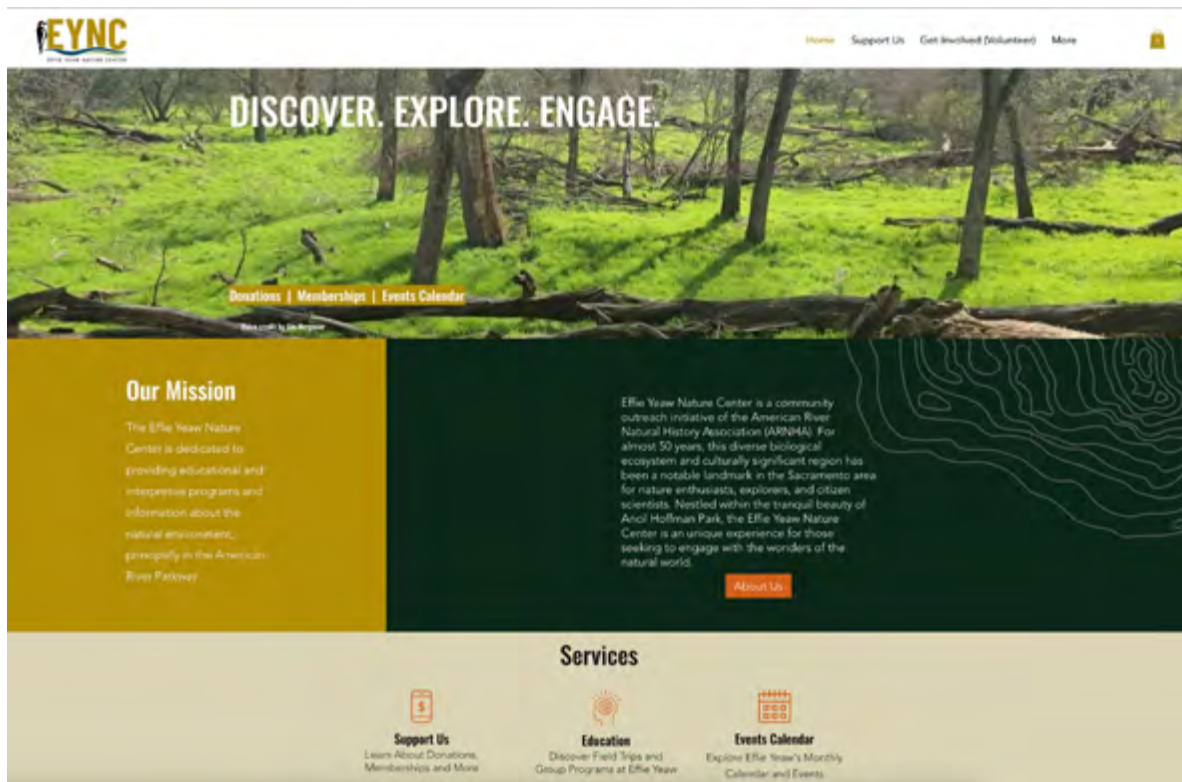 EYNC
EFFIE YEAW NATURE CENTER
Home Support Us Get Involved (Volunteer) More
DISCOVER. EXPLORE. ENGAGE.
Donations | Memberships | Events Calendar
Our Mission
The Effie Yeaw Nature
Center is dedicated to
providing educational and
interpretive programs and
information about the
natural environment,
principally in the American
River Parkway
Effie Yeaw Nature Center is a community
outreach initiative of the American River
Natural History Association (ARNHA). For
almost 50 years, this diverse biological
ecosystem and culturally significant region has
been a notable landmark in the Sacramento area
for nature enthusiasts, explorers, and citizen
scientists. Nestled within the tranquil beauty of
Ancil Hoffman Park, the Effie Yeaw Nature
Center is an unique experience for those
seeking to engage with the wonders of the
natural world.
About Us
Services
Support Us
Learn About Donations,
Memberships and More
Education
Discover Field Trips and
Group Programs at Effie Yeaw
Events Calendar
Explore Effie Yeaw's Monthly
Calendar and Events